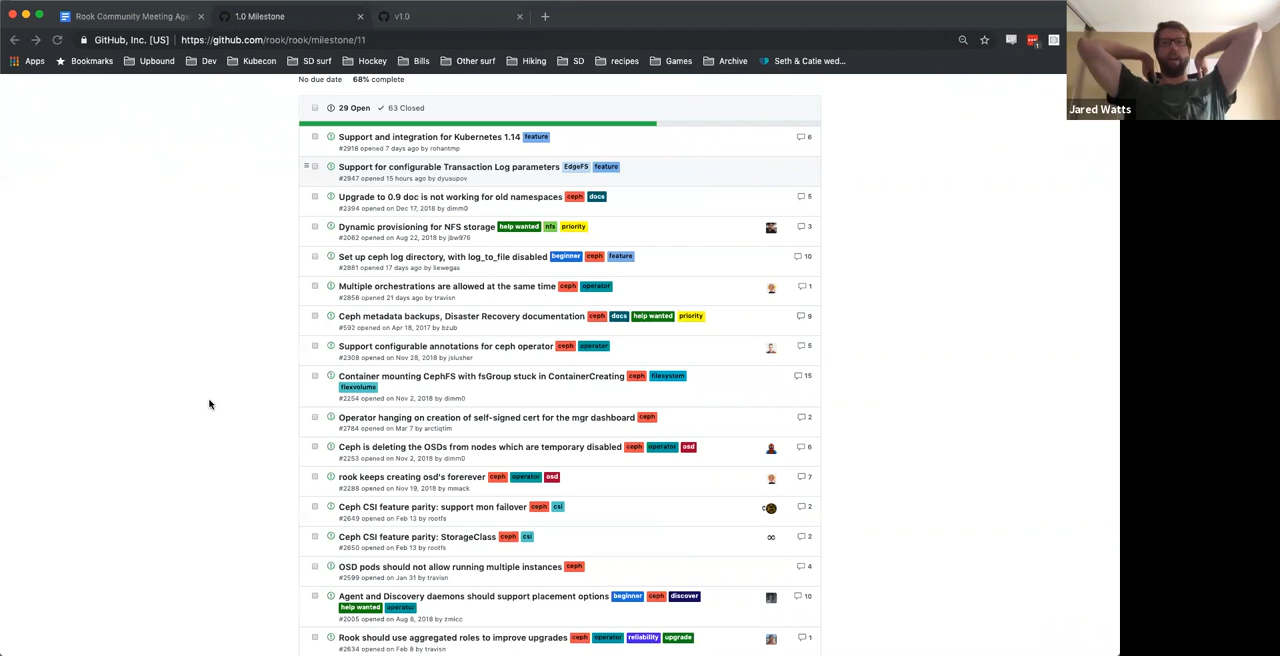 Rook Community Meeting Age
1.0 Milestone
v1.0
GitHub, Inc. [US]
https://github.com/rook/rook/milestone/11
Apps
Bookmarks
Upbound
Dev
Kubecon
SD surf
Hockey
Bills
Other surf
Hiking
SD
recipes
Games
Archive
Seth & Catie wed...
Jared Watts
No due date 68% complete
29 Open 63 Closed
Support and integration for Kubernetes 1.14 feature 6
#2918 opened 7 days ago by rohantmp
Support for configurable Transaction Log parameters EdgeFS feature
#2947 opened 15 hours ago by dyusupov
Upgrade to 0.9 doc is not working for old namespaces ceph docs 5
#2394 opened on Dec 17, 2018 by dimm0
Dynamic provisioning for NFS storage help wanted nfs priority 3
#2062 opened on Aug 22, 2018 by jbw976
Set up ceph log directory, with log_to_file disabled beginner ceph feature 10
#2881 opened 17 days ago by liewegas
Multiple orchestrations are allowed at the same time ceph operator 1
#2858 opened 21 days ago by travisn
Ceph metadata backups, Disaster Recovery documentation ceph docs help wanted priority 9
#592 opened on Apr 18, 2017 by bzub
Support configurable annotations for ceph operator ceph operator 5
#2308 opened on Nov 28, 2018 by jslusher
Container mounting CephFS with fsGroup stuck in ContainerCreating ceph filesystem 15
flexvolume
#2254 opened on Nov 2, 2018 by dimm0
Operator hanging on creation of self-signed cert for the mgr dashboard ceph 2
#2784 opened on Mar 7 by arctiqtim
Ceph is deleting the OSDs from nodes which are temporary disabled ceph operator osd 6
#2253 opened on Nov 2, 2018 by dimm0
rook keeps creating osd's forerever ceph operator osd 7
#2288 opened on Nov 19, 2018 by mmack
Ceph CSI feature parity: support mon failover ceph csi 2
#2649 opened on Feb 13 by rootfs
Ceph CSI feature parity: StorageClass ceph csi 2
#2650 opened on Feb 13 by rootfs
OSD pods should not allow running multiple instances ceph 4
#2599 opened on Jan 31 by travisn
Agent and Discovery daemons should support placement options beginner ceph discover 10
help wanted operator
#2005 opened on Aug 8, 2018 by zmlcc
Rook should use aggregated roles to improve upgrades ceph operator reliability upgrade 1
#2634 opened on Feb 8 by travisn